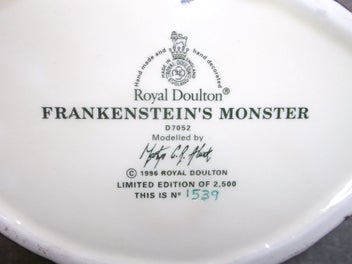 Hand made and hand decorated
Royal Doulton®
FRANKENSTEIN'S MONSTER
D7052
Modelled by
© 1996 ROYAL DOULTON
LIMITED EDITION OF 2,500
THIS IS Nº 1539